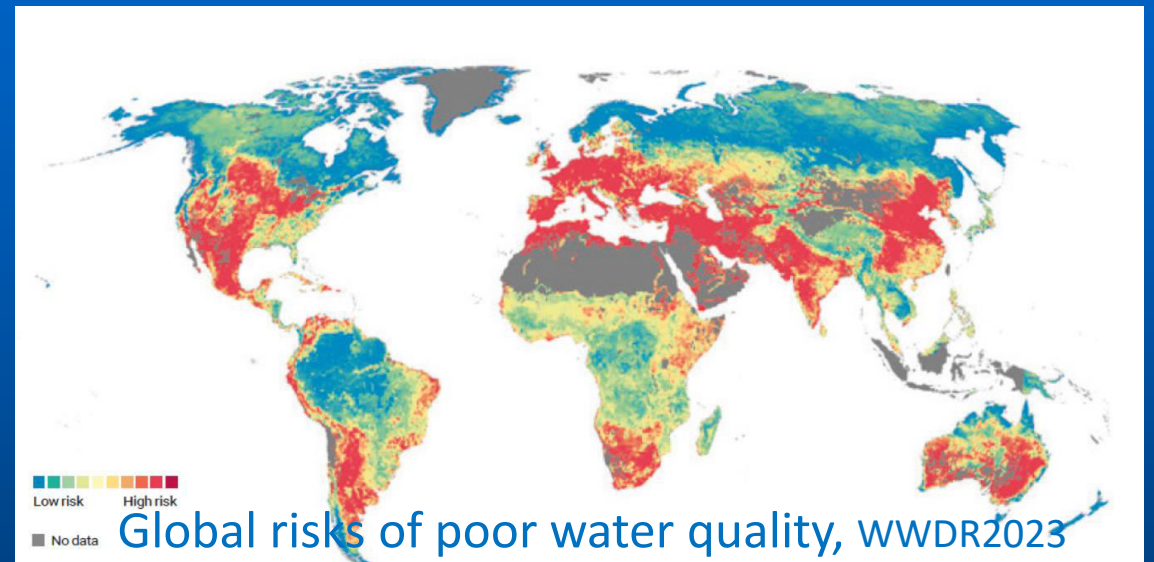 Low risk High risk
No data
Global risks of poor water quality, WWDR2023